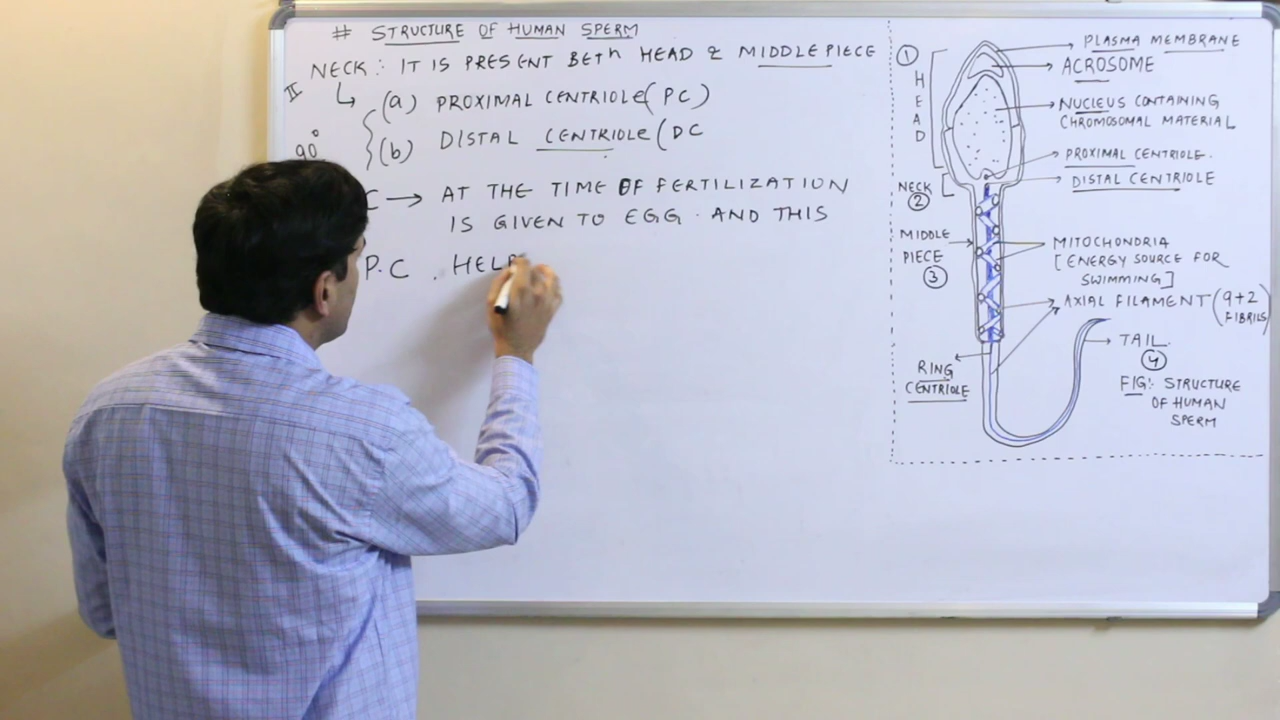 # STRUCTURE OF HUMAN SPERM
NECK : IT IS PRESENT BETn HEAD & MIDDLE PIECE
II
(a) PROXIMAL CENTRIOLE (PC)
(b) DISTAL CENTRIOLE (DC
90°
C → AT THE TIME OF FERTILIZATION
IS GIVEN TO EGG. AND THIS
P.C . HELP
① HEAD
NECK ②
MIDDLE
PIECE
③
RING
CENTRIOLE
PLASMA MEMBRANE
ACROSOME
NUCLEUS CONTAINING
CHROMOSOMAL MATERIAL
PROXIMAL CENTRIOLE.
DISTAL CENTRIOLE
MITOCHONDRIA
[ENERGY SOURCE FOR
SWIMMING]
AXIAL FILAMENT (9+2
FIBRILS)
TAIL.
④
FIG: STRUCTURE
OF HUMAN
SPERM